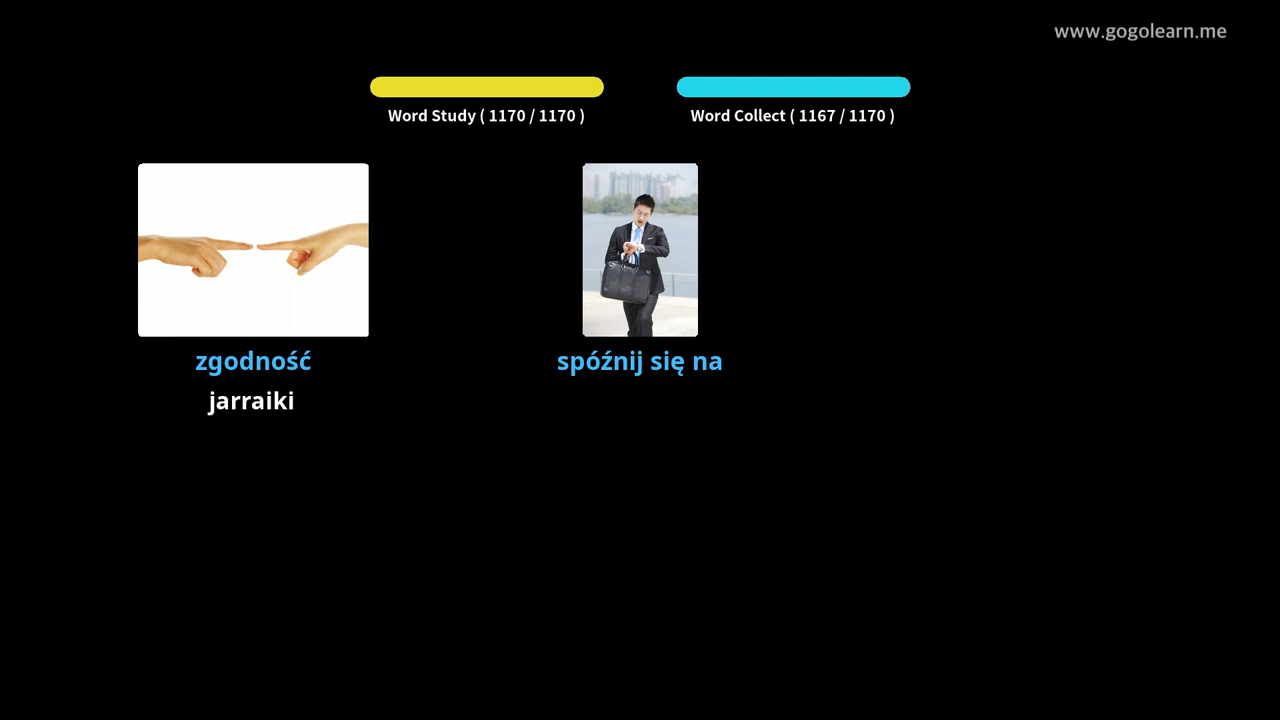 www.gogolearn.me
Word Study ( 1170 / 1170 )
Word Collect ( 1167 / 1170 )
zgodność
spóźnij się na
jarraiki